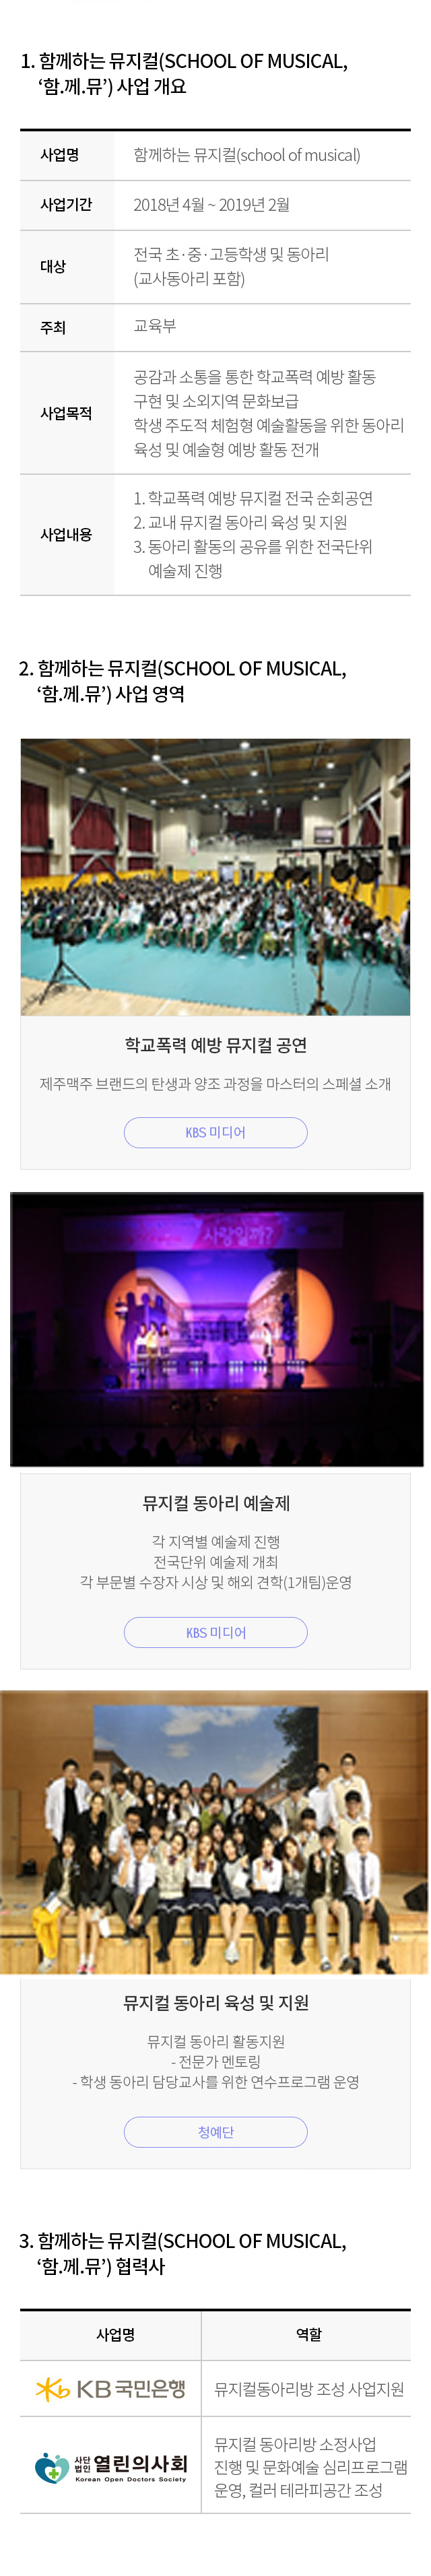 1. 함께하는 뮤지컬(SCHOOL OF MUSICAL,
‘함.께.뮤’) 사업 개요
사업명
함께하는 뮤지컬(school of musical)
사업기간
2018년 4월 ~ 2019년 2월
대상
전국 초·중·고등학생 및 동아리
(교사동아리 포함)
주최
교육부
사업목적
공감과 소통을 통한 학교폭력 예방 활동
구현 및 소외지역 문화보급
학생 주도적 체험형 예술활동을 위한 동아리
육성 및 예술형 예방 활동 전개
사업내용
1. 학교폭력 예방 뮤지컬 전국 순회공연
2. 교내 뮤지컬 동아리 육성 및 지원
3. 동아리 활동의 공유를 위한 전국단위
예술제 진행
2. 함께하는 뮤지컬(SCHOOL OF MUSICAL,
‘함.께.뮤’) 사업 영역
학교폭력 예방 뮤지컬 공연
제주맥주 브랜드의 탄생과 양조 과정을 마스터의 스페셜 소개
KBS 미디어
사랑일까?
뮤지컬 동아리 예술제
각 지역별 예술제 진행
전국단위 예술제 개최
각 부문별 수장자 시상 및 해외 견학(1개팀)운영
KBS 미디어
뮤지컬 동아리 육성 및 지원
뮤지컬 동아리 활동지원
- 전문가 멘토링
- 학생 동아리 담당교사를 위한 연수프로그램 운영
청예단
3. 함께하는 뮤지컬(SCHOOL OF MUSICAL,
‘함.께.뮤’) 협력사
사업명
역할
KB 국민은행
뮤지컬동아리방 조성 사업지원
사단법인 열린의사회
Korean Open Doctors Society
뮤지컬 동아리방 소정사업
진행 및 문화예술 심리프로그램
운영, 컬러 테라피공간 조성